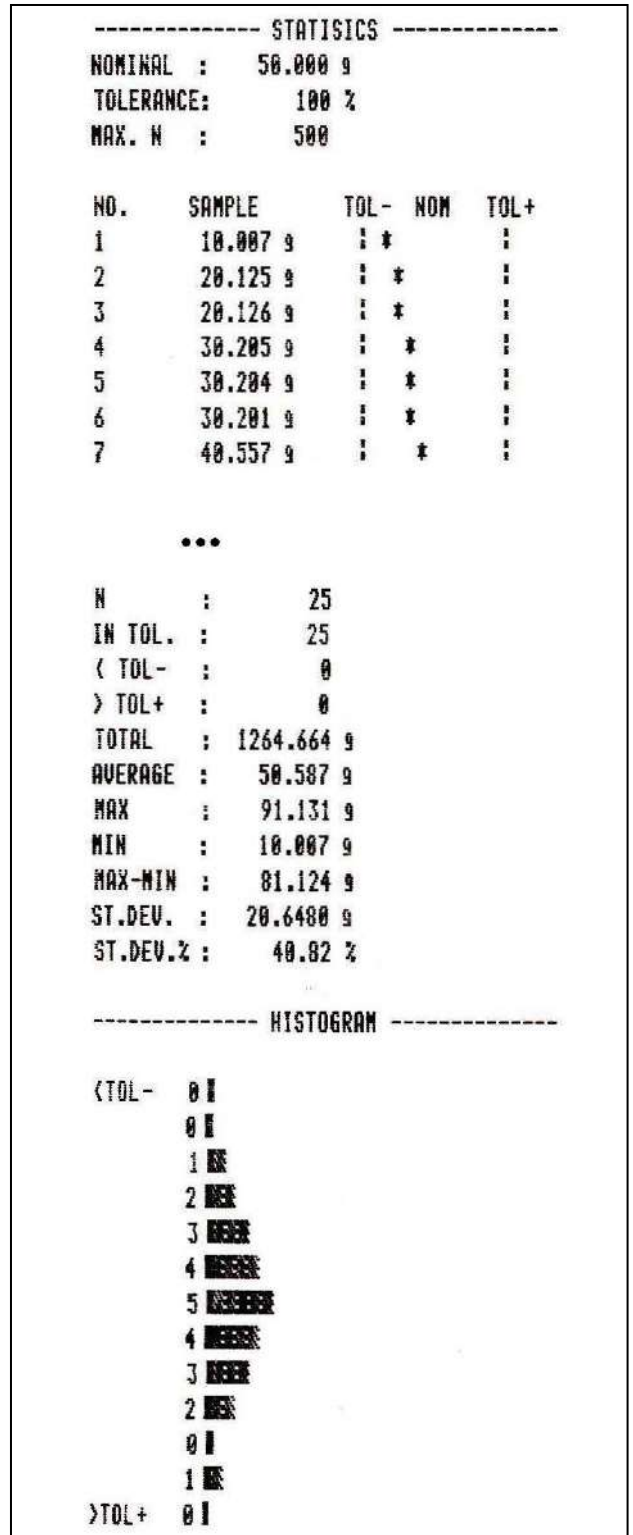 -------------- STATISICS --------------
NOMINAL : 50.000 g
TOLERANCE: 100 %
MAX. N : 500
NO. SAMPLE TOL- NOM TOL+
1 10.007 g ¦ * ¦
2 20.125 g ¦ * ¦
3 20.126 g ¦ * ¦
4 30.205 g ¦ * ¦
5 30.204 g ¦ * ¦
6 30.201 g ¦ * ¦
7 40.557 g ¦ * ¦
...
N : 25
IN TOL. : 25
< TOL- : 0
> TOL+ : 0
TOTAL : 1264.664 g
AVERAGE : 50.587 g
MAX : 91.131 g
MIN : 10.007 g
MAX-MIN : 81.124 g
ST.DEV. : 20.6480 g
ST.DEV.% : 40.82 %
-------------- HISTOGRAM --------------
<TOL- 0
0
1
2
3
4
5
4
3
2
0
1
>TOL+ 0